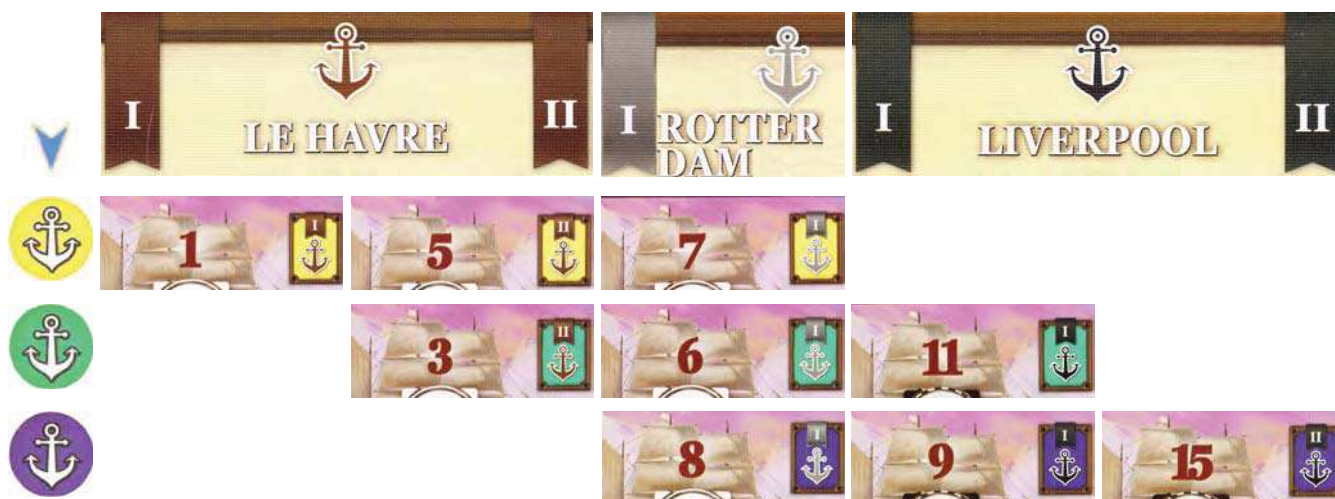 I LE HAVRE II
I ROTTER
DAM
I LIVERPOOL II
1 I 5 II 7 I
3 II 6 I 11 I
8 I 9 I 15 II